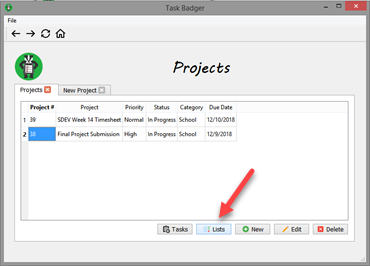 Task Badger
File
Projects
Projects
New Project
Project # Project Priority Status Category Due Date
1 39 SDEV Week 14 Timesheet Normal In Progress School 12/10/2018
2 38 Final Project Submission High In Progress School 12/9/2018
Tasks Lists New Edit Delete